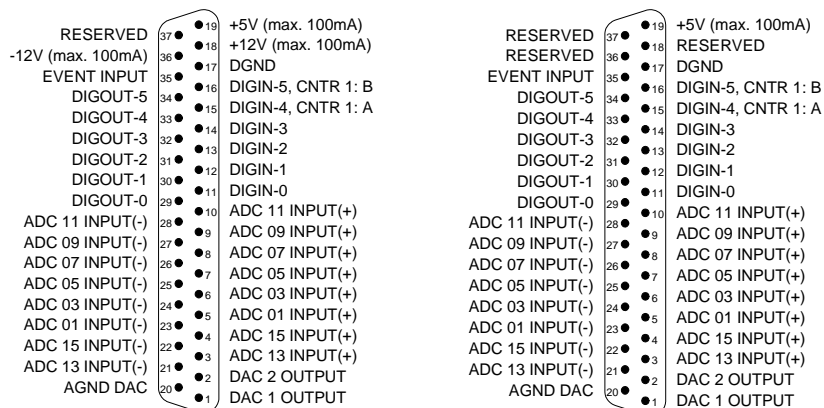 RESERVED 37 19 +5V (max. 100mA)
-12V (max. 100mA) 36 18 +12V (max. 100mA)
EVENT INPUT 35 17 DGND
DIGOUT-5 34 16 DIGIN-5, CNTR 1: B
DIGOUT-4 33 15 DIGIN-4, CNTR 1: A
DIGOUT-3 32 14 DIGIN-3
DIGOUT-2 31 13 DIGIN-2
DIGOUT-1 30 12 DIGIN-1
DIGOUT-0 29 11 DIGIN-0
ADC 11 INPUT(-) 28 10 ADC 11 INPUT(+)
ADC 09 INPUT(-) 27 9 ADC 09 INPUT(+)
ADC 07 INPUT(-) 26 8 ADC 07 INPUT(+)
ADC 05 INPUT(-) 25 7 ADC 05 INPUT(+)
ADC 03 INPUT(-) 24 6 ADC 03 INPUT(+)
ADC 01 INPUT(-) 23 5 ADC 01 INPUT(+)
ADC 15 INPUT(-) 22 4 ADC 15 INPUT(+)
ADC 13 INPUT(-) 21 3 ADC 13 INPUT(+)
AGND DAC 20 2 DAC 2 OUTPUT
1 DAC 1 OUTPUT
RESERVED 37 19 +5V (max. 100mA)
RESERVED 36 18 RESERVED
EVENT INPUT 35 17 DGND
DIGOUT-5 34 16 DIGIN-5, CNTR 1: B
DIGOUT-4 33 15 DIGIN-4, CNTR 1: A
DIGOUT-3 32 14 DIGIN-3
DIGOUT-2 31 13 DIGIN-2
DIGOUT-1 30 12 DIGIN-1
DIGOUT-0 29 11 DIGIN-0
ADC 11 INPUT(-) 28 10 ADC 11 INPUT(+)
ADC 09 INPUT(-) 27 9 ADC 09 INPUT(+)
ADC 07 INPUT(-) 26 8 ADC 07 INPUT(+)
ADC 05 INPUT(-) 25 7 ADC 05 INPUT(+)
ADC 03 INPUT(-) 24 6 ADC 03 INPUT(+)
ADC 01 INPUT(-) 23 5 ADC 01 INPUT(+)
ADC 15 INPUT(-) 22 4 ADC 15 INPUT(+)
ADC 13 INPUT(-) 21 3 ADC 13 INPUT(+)
AGND DAC 20 2 DAC 2 OUTPUT
1 DAC 1 OUTPUT